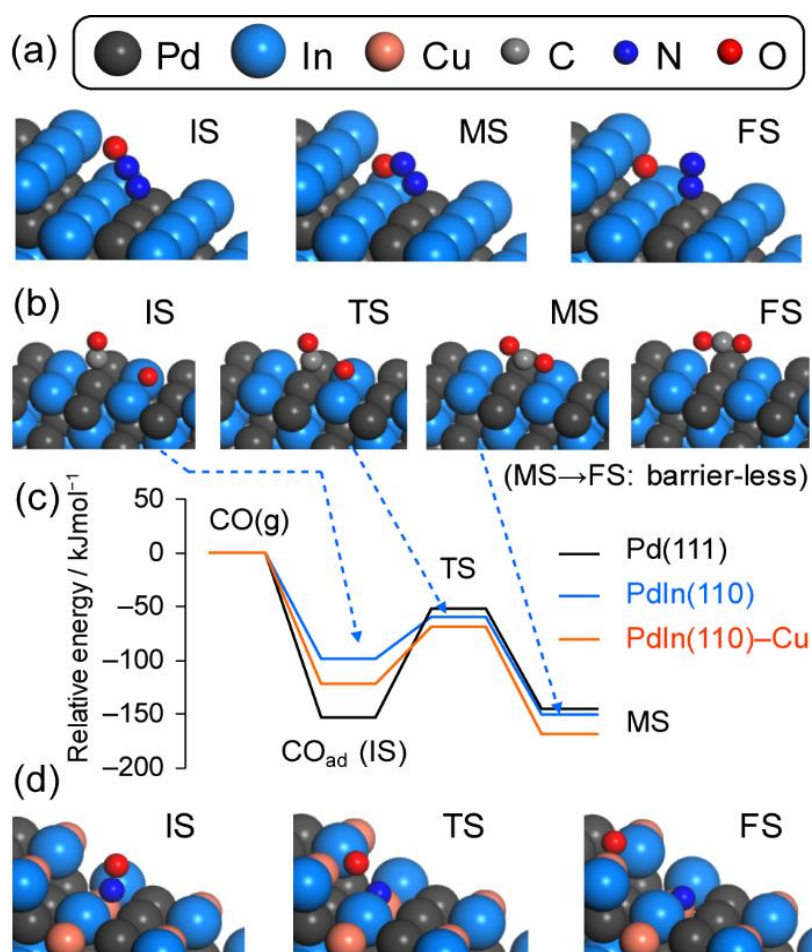 (a) Pd In Cu C N O
IS MS FS
(b) IS TS MS FS
(MS→FS: barrier-less)
(c)
Relative energy / kJmol⁻¹
50
0
−50
−100
−150
−200
CO(g)
TS
COad (IS)
MS
Pd(111)
PdIn(110)
PdIn(110)–Cu
(d) IS TS FS